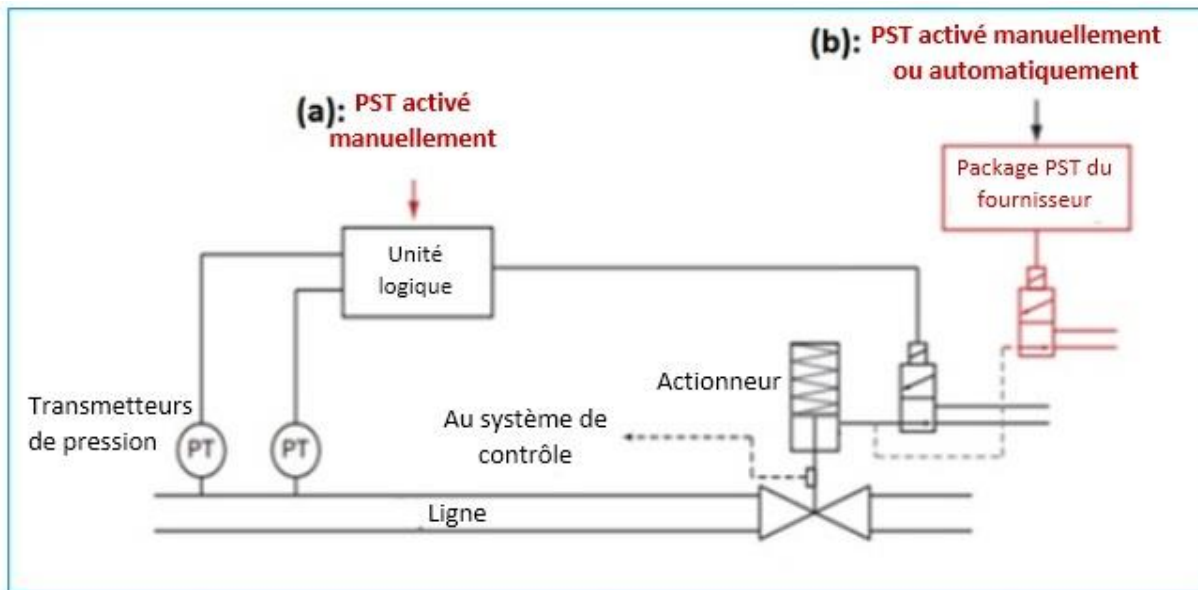 (b): PST activé manuellement
ou automatiquement
(a): PST activé
manuellement
Package PST du
fournisseur
Unité
logique
Actionneur
Transmetteurs
de pression
PT
PT
Au système de
contrôle
Ligne